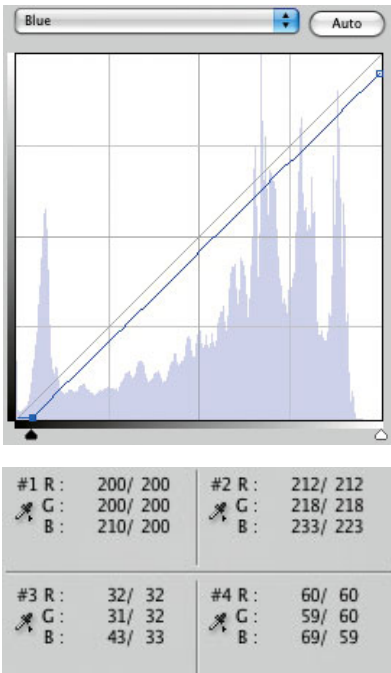 Blue Auto
#1 R : 200/ 200 #2 R : 212/ 212
G : 200/ 200 G : 218/ 218
B : 210/ 200 B : 233/ 223
#3 R : 32/ 32 #4 R : 60/ 60
G : 31/ 32 G : 59/ 60
B : 43/ 33 B : 69/ 59